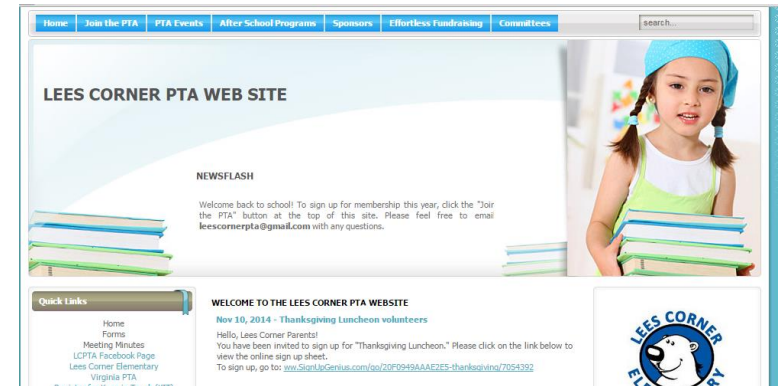 Home Join the PTA PTA Events After School Programs Sponsors Effortless Fundraising Committees search...
LEES CORNER PTA WEB SITE
NEWSFLASH
Welcome back to school! To sign up for membership this year, click the "Join
the PTA" button at the top of this site. Please feel free to emai
leescornerpta@gmail.com with any questions.
Quick Links
Home
Forms
Meeting Minutes
LCPTA Facebook Page
Lees Corner Elementary
Virginia PTA
WELCOME TO THE LEES CORNER PTA WEBSITE
Nov 10, 2014 - Thanksgiving Luncheon volunteers
Hello, Lees Corner Parents!
You have been invited to sign up for "Thanksgiving Luncheon." Please click on the link below to
view the online sign up sheet.
To sign up, go to: ww.SignUpGenius.com/go/20F0949AAAE2E5-thanksgiving/7054392
LEES CORNER